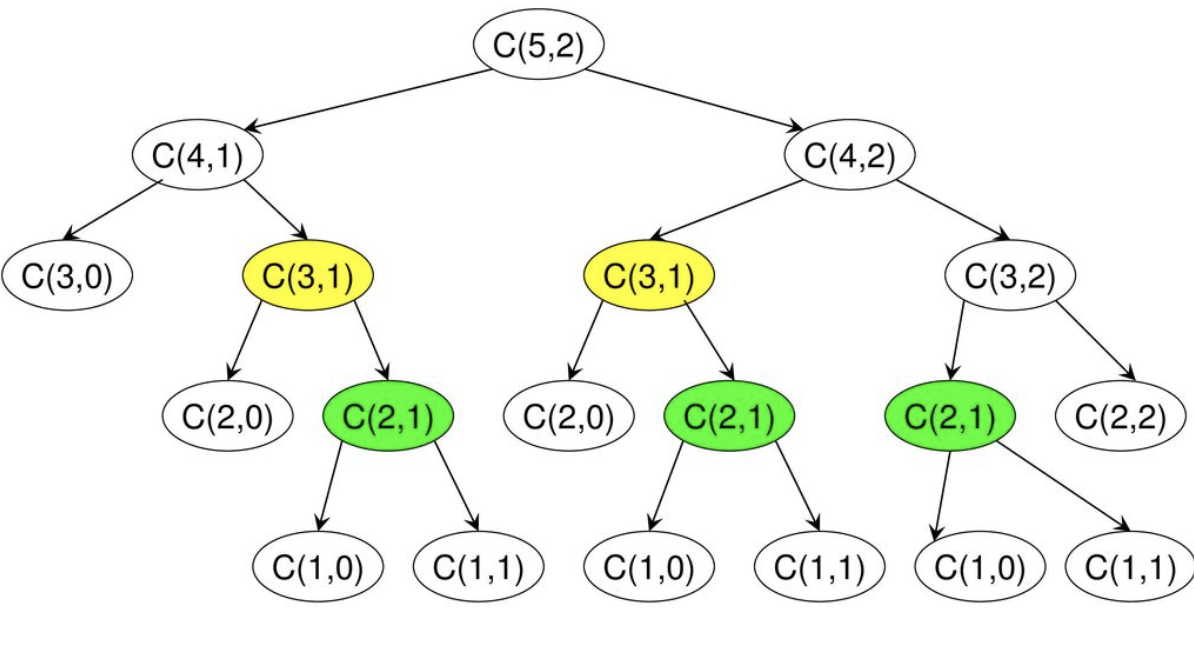 C(5,2)
C(4,1) C(4,2)
C(3,0) C(3,1) C(3,1) C(3,2)
C(2,0) C(2,1) C(2,0) C(2,1) C(2,1) C(2,2)
C(1,0) C(1,1) C(1,0) C(1,1) C(1,0) C(1,1)